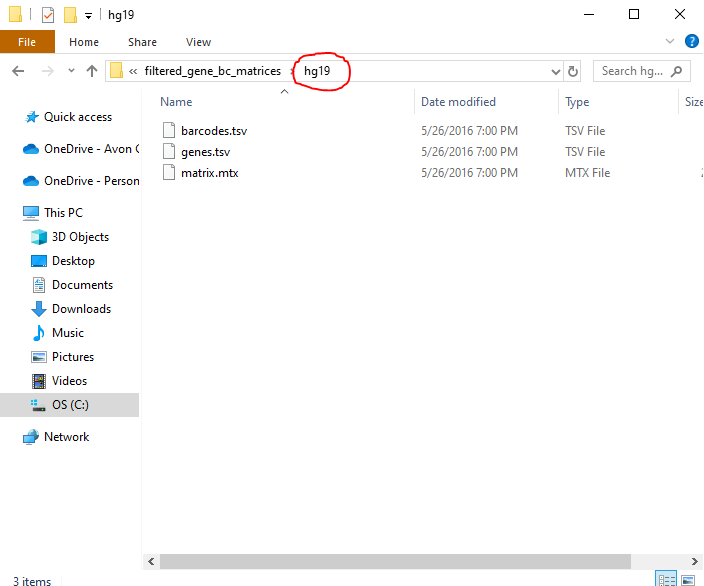 hg19
File Home Share View
filtered_gene_bc_matrices hg19 Search hg...
Name Date modified Type Size
barcodes.tsv 5/26/2016 7:00 PM TSV File
genes.tsv 5/26/2016 7:00 PM TSV File
matrix.mtx 5/26/2016 7:00 PM MTX File
Quick access
OneDrive - Avon
OneDrive - Person
This PC
3D Objects
Desktop
Documents
Downloads
Music
Pictures
Videos
OS (C:)
Network
3 items